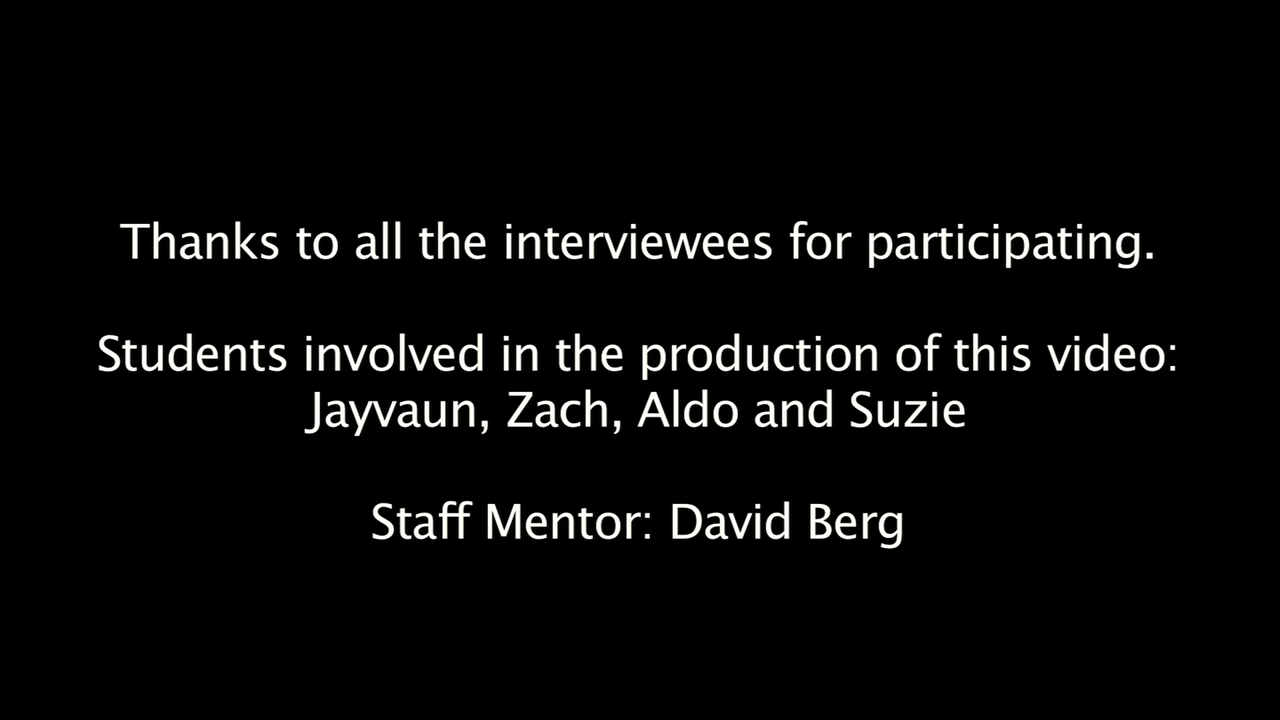 Thanks to all the interviewees for participating.
Students involved in the production of this video:
Jayvaun, Zach, Aldo and Suzie
Staff Mentor: David Berg